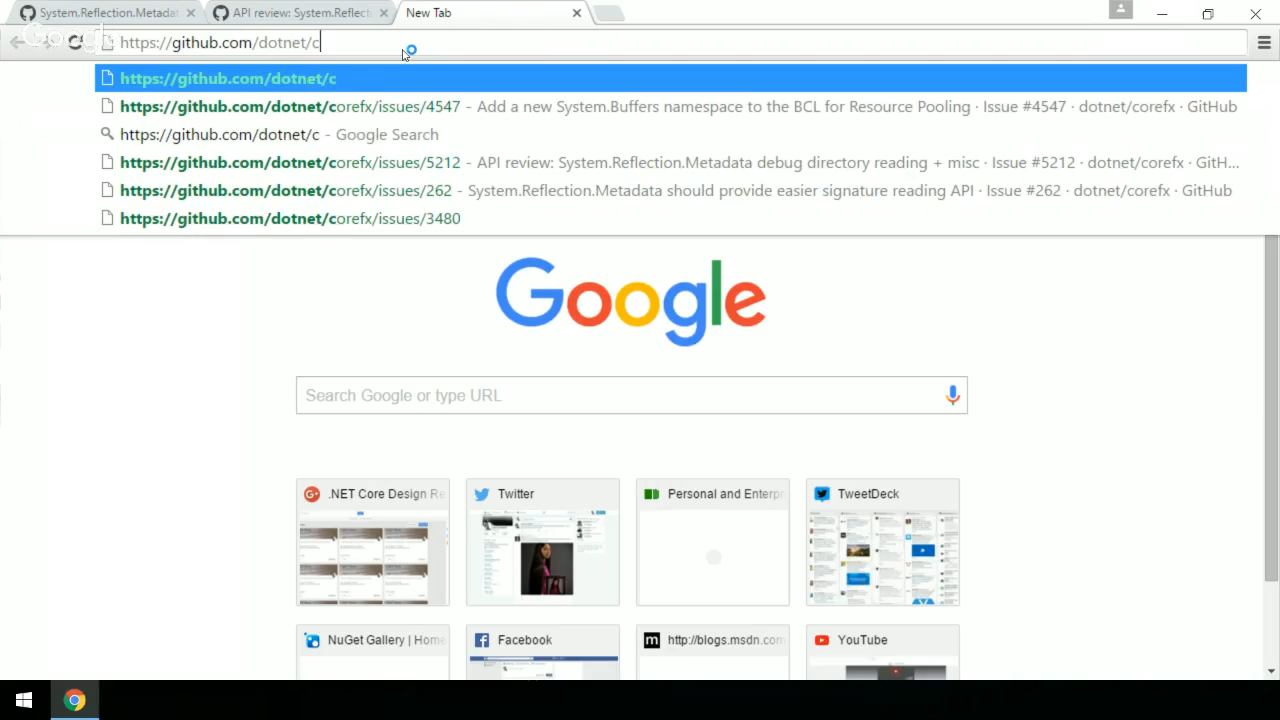 System.Reflection.Metadat
API review: System.Reflecti
New Tab
Google
https://github.com/dotnet/c
https://github.com/dotnet/c
https://github.com/dotnet/corefx/issues/4547 - Add a new System.Buffers namespace to the BCL for Resource Pooling · Issue #4547 · dotnet/corefx · GitHub
https://github.com/dotnet/c - Google Search
https://github.com/dotnet/corefx/issues/5212 - API review: System.Reflection.Metadata debug directory reading + misc · Issue #5212 · dotnet/corefx · GitH...
https://github.com/dotnet/corefx/issues/262 - System.Reflection.Metadata should provide easier signature reading API · Issue #262 · dotnet/corefx · GitHub
https://github.com/dotnet/corefx/issues/3480
Google
Search Google or type URL
.NET Core Design Re
Twitter
Personal and Enterpr
TweetDeck
NuGet Gallery | Home
Facebook
http://blogs.msdn.com
YouTube